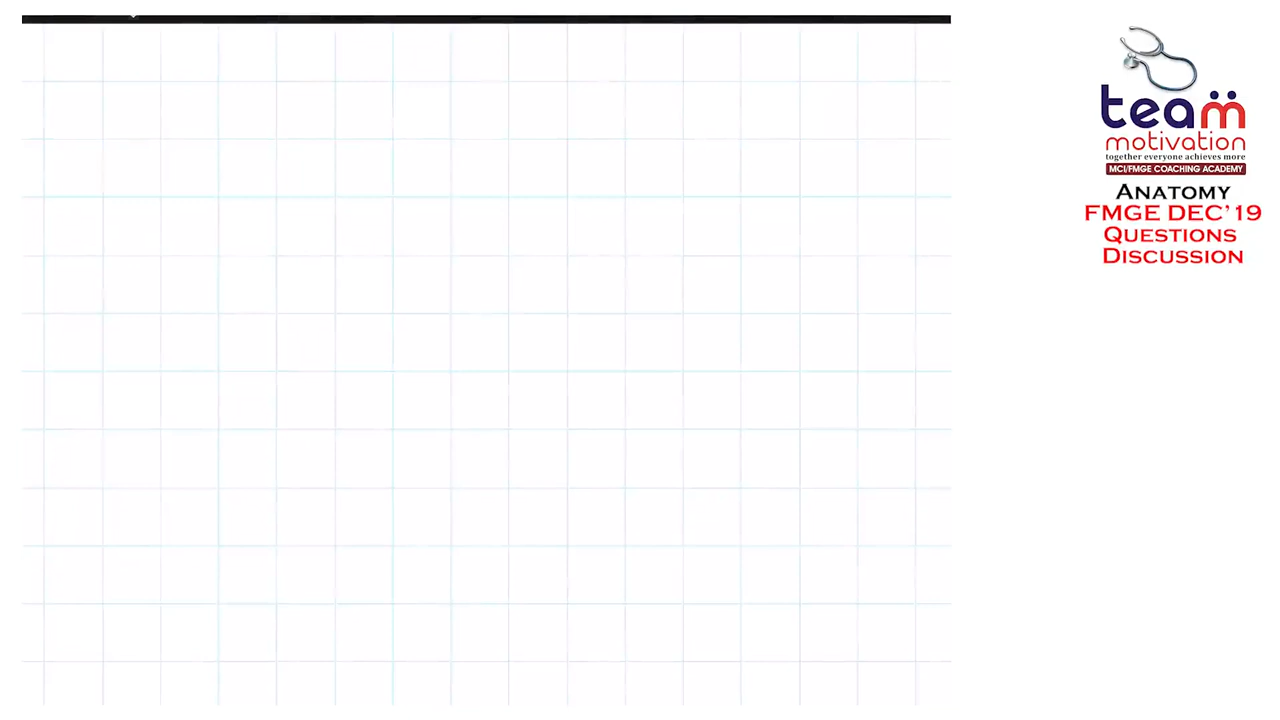 team
motivation
together everyone achieves more
MCI/FMGE COACHING ACADEMY
ANATOMY
FMGE DEC'19
QUESTIONS
DISCUSSION